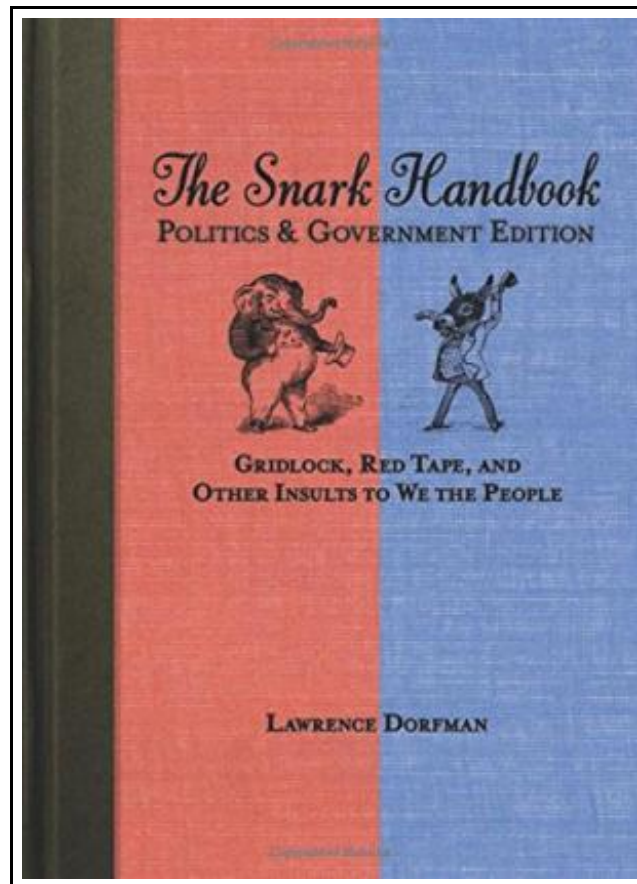 The Snark Handbook
POLITICS & GOVERNMENT EDITION
GRIDLOCK, RED TAPE, AND
OTHER INSULTS TO WE THE PEOPLE
LAWRENCE DORFMAN